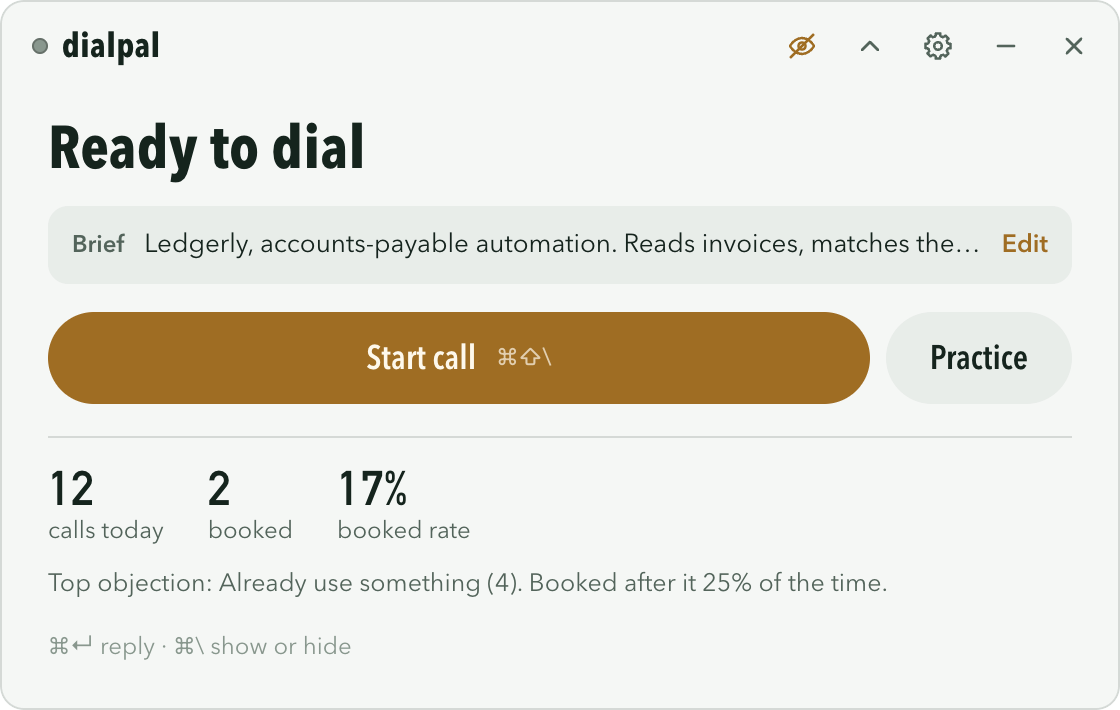 dialpal
Ready to dial
Brief Ledgerly, accounts-payable automation. Reads invoices, matches the… Edit
Start call ⌘⇧\ Practice
12 2 17%
calls today booked booked rate
Top objection: Already use something (4). Booked after it 25% of the time.
⌘↵ reply · ⌘\ show or hide